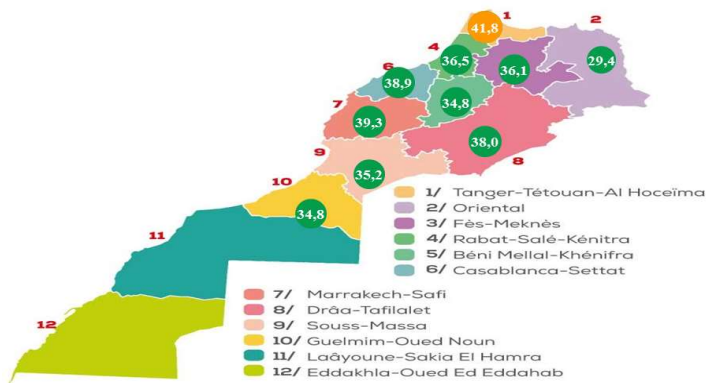 1
2
41,8
4
36,5
36,1
29,4
6
38,9
34,8
7
39,3
38,0
9
35,2
8
10
34,8
11
12
1/ Tanger-Tétouan-Al Hoceïma
2/ Oriental
3/ Fès-Meknès
4/ Rabat-Salé-Kénitra
5/ Béni Mellal-Khénifra
6/ Casablanca-Settat
7/ Marrakech-Safi
8/ Drâa-Tafilalet
9/ Souss-Massa
10/ Guelmim-Oued Noun
11/ Laâyoune-Sakia El Hamra
12/ Eddakhla-Oued Ed Eddahab